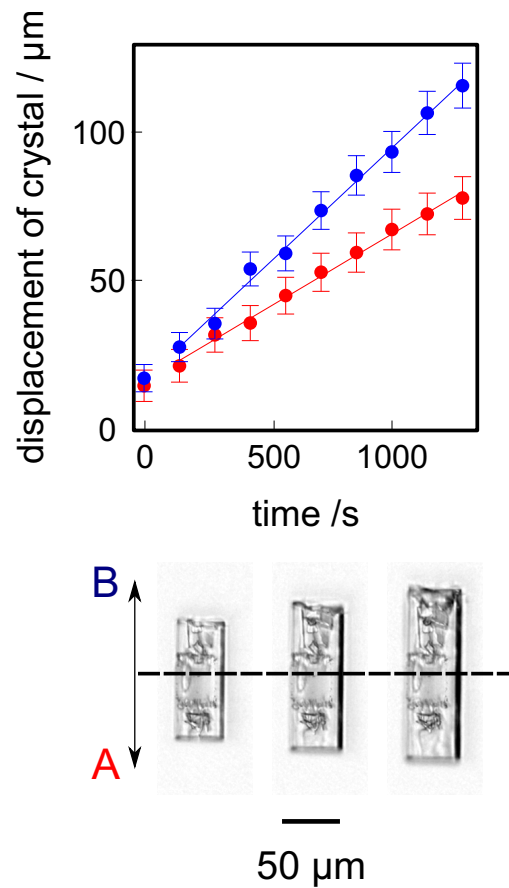 displacement of crystal / µm
100
50
0
0 500 1000
time /s
B
A
50 µm